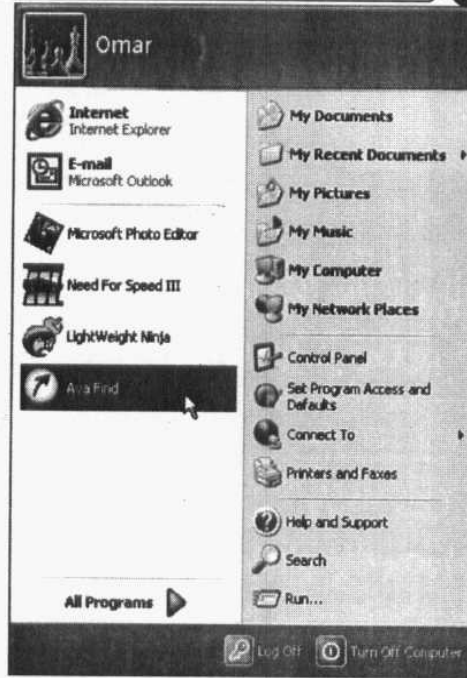 Omar
Internet
Internet Explorer
E-mail
Microsoft Outlook
Microsoft Photo Editor
Need For Speed III
LightWeight Ninja
Ava Find
All Programs
My Documents
My Recent Documents
My Pictures
My Music
My Computer
My Network Places
Control Panel
Set Program Access and
Defaults
Connect To
Printers and Faxes
Help and Support
Search
Run...
Log Off
Turn Off Computer